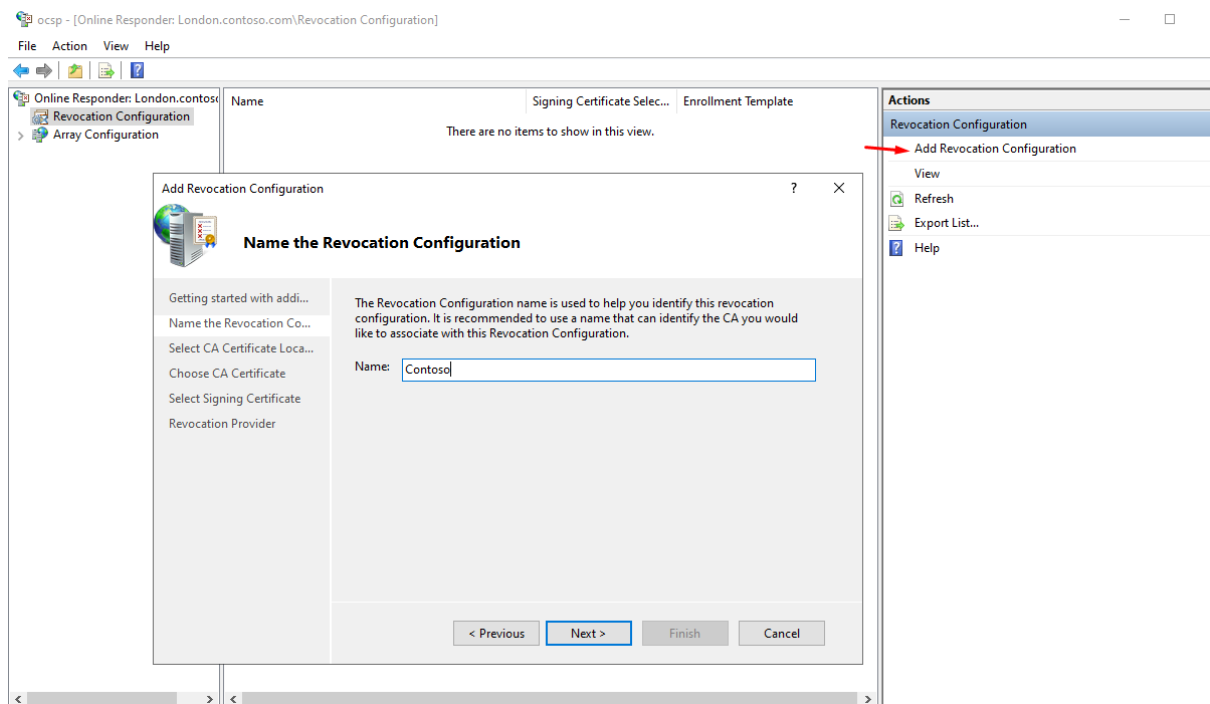 ocsp - [Online Responder: London.contoso.com\Revocation Configuration]
File Action View Help
Online Responder: London.contoso
Revocation Configuration
Array Configuration
Name Signing Certificate Selec... Enrollment Template
There are no items to show in this view.
Actions
Revocation Configuration
Add Revocation Configuration
View
Refresh
Export List...
Help
Add Revocation Configuration
Name the Revocation Configuration
Getting started with addi...
Name the Revocation Co...
Select CA Certificate Loca...
Choose CA Certificate
Select Signing Certificate
Revocation Provider
The Revocation Configuration name is used to help you identify this revocation
configuration. It is recommended to use a name that can identify the CA you would
like to associate with this Revocation Configuration.
Name: Contoso
< Previous Next > Finish Cancel